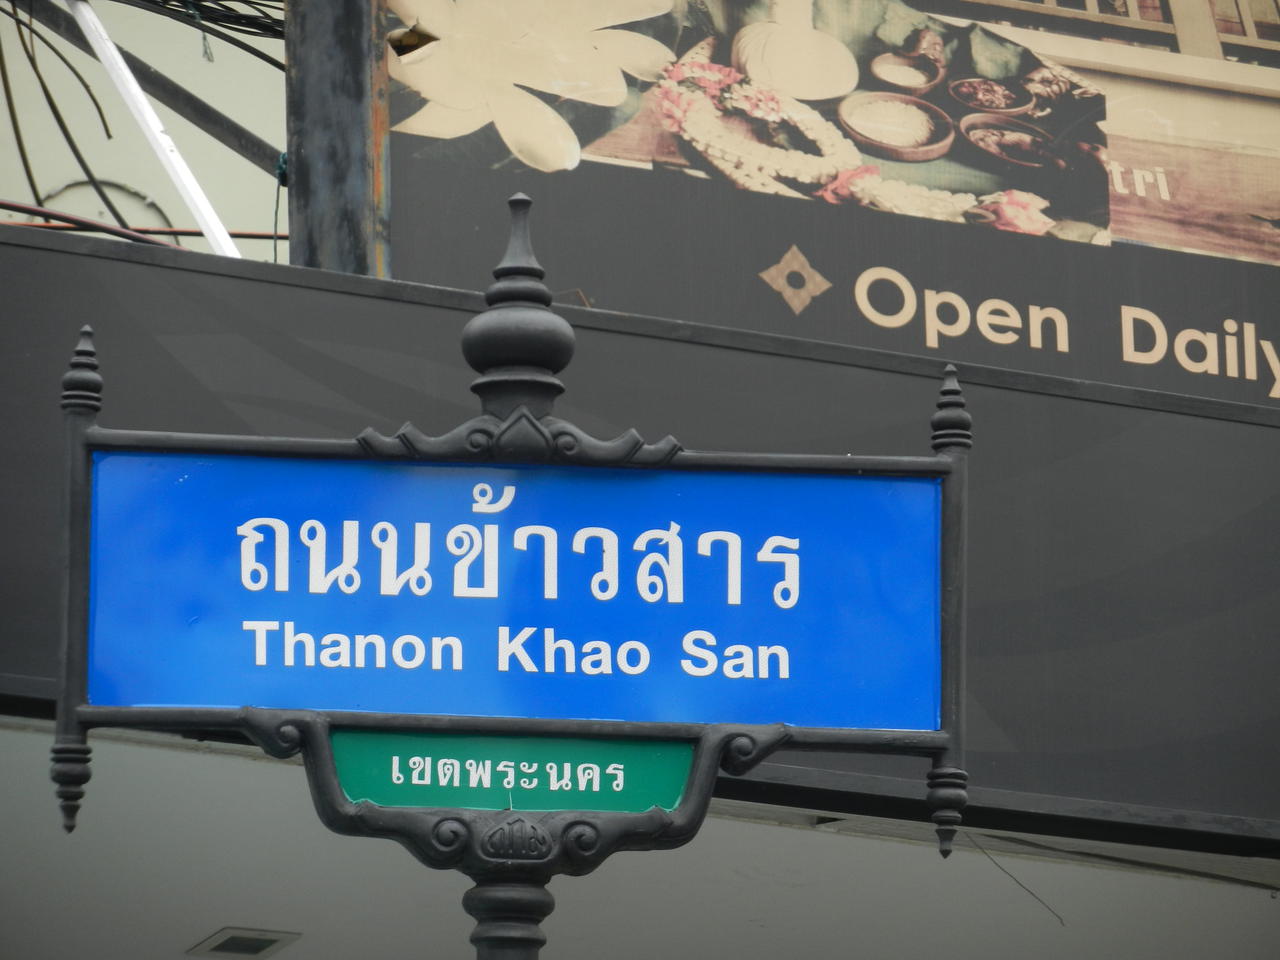 tri
Open Daily
ถนนข้าวสาร
Thanon Khao San
เขตพระนคร